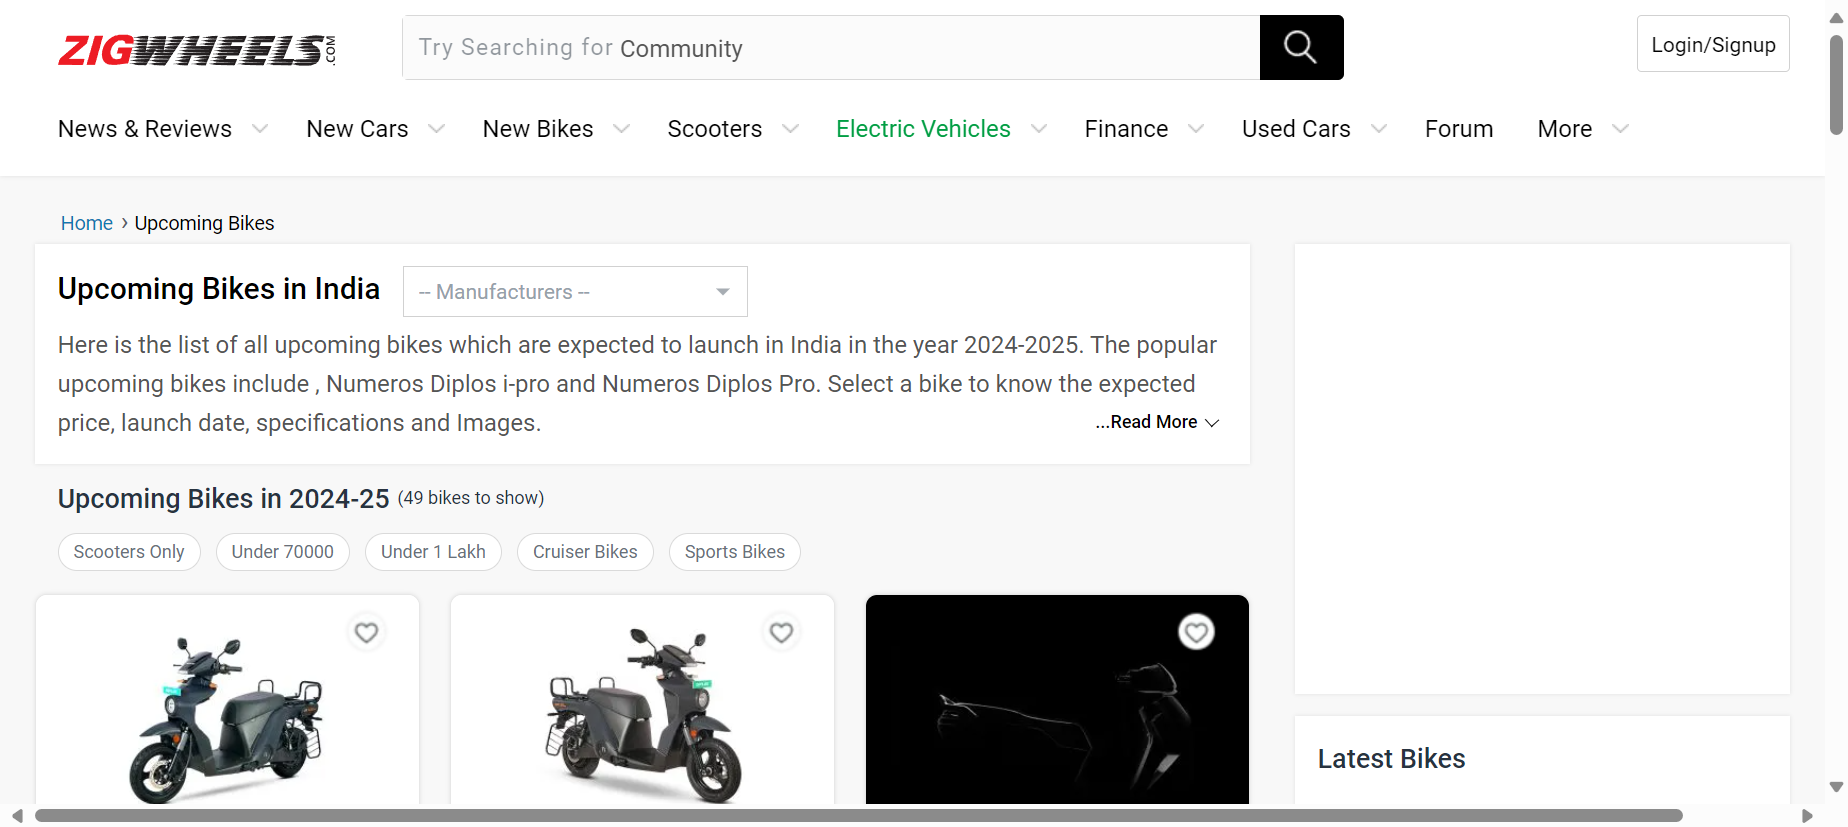 ZIGWHEELS.COM
Try Searching for Community
Login/Signup
News & Reviews New Cars New Bikes Scooters Electric Vehicles Finance Used Cars Forum More
Home › Upcoming Bikes
Upcoming Bikes in India
-- Manufacturers --
Here is the list of all upcoming bikes which are expected to launch in India in the year 2024-2025. The popular
upcoming bikes include , Numeros Diplos i-pro and Numeros Diplos Pro. Select a bike to know the expected
price, launch date, specifications and Images.
...Read More
Upcoming Bikes in 2024-25 (49 bikes to show)
Scooters Only Under 70000 Under 1 Lakh Cruiser Bikes Sports Bikes
Latest Bikes